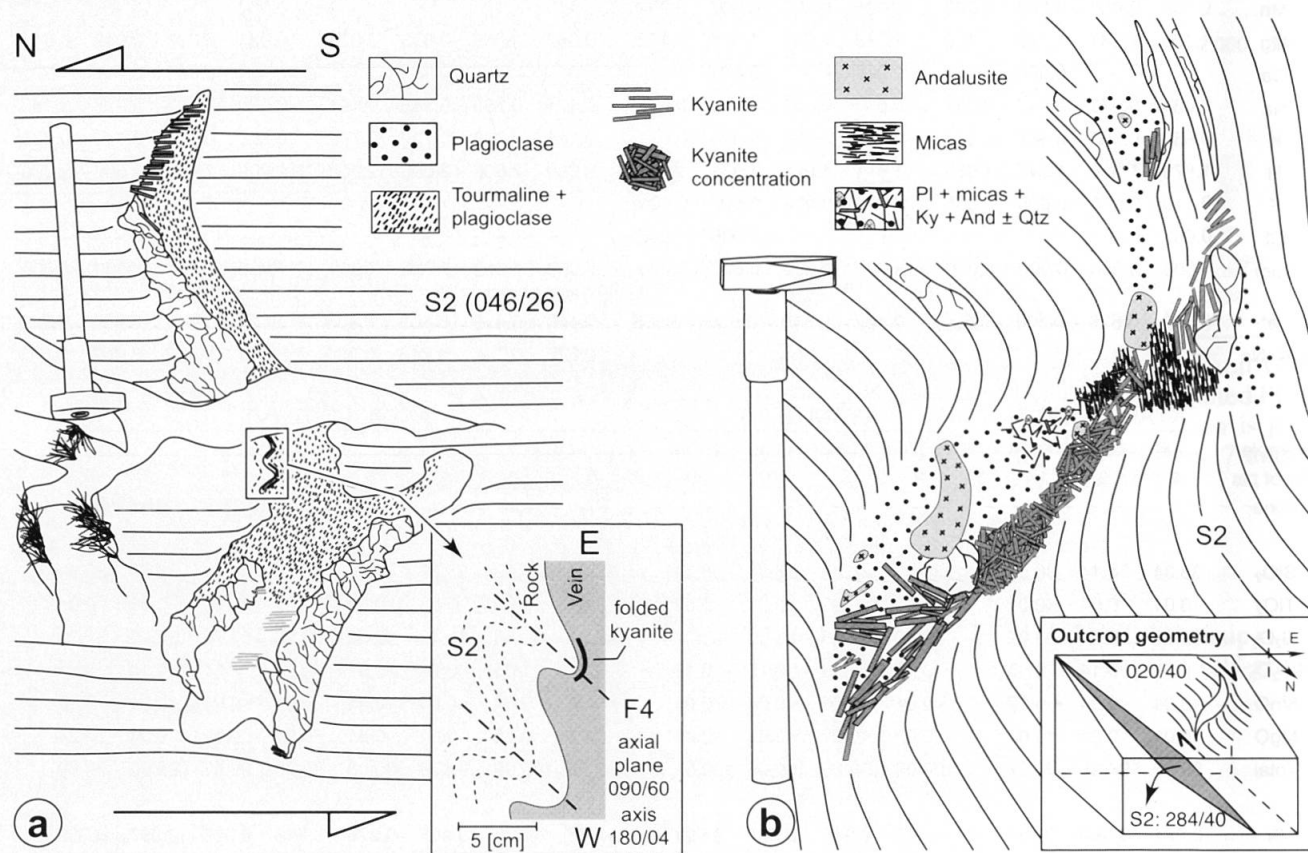 N
S
Quartz
Plagioclase
Tourmaline +
plagioclase
Kyanite
Kyanite
concentration
Andalusite
Micas
Pl + micas +
Ky + And ± Qtz
S2 (046/26)
E
Rock
Vein
folded
kyanite
S2
F4
axial
plane
090/60
axis
180/04
W
5 [cm]
a
S2
Outcrop geometry
E
N
020/40
S2: 284/40
b